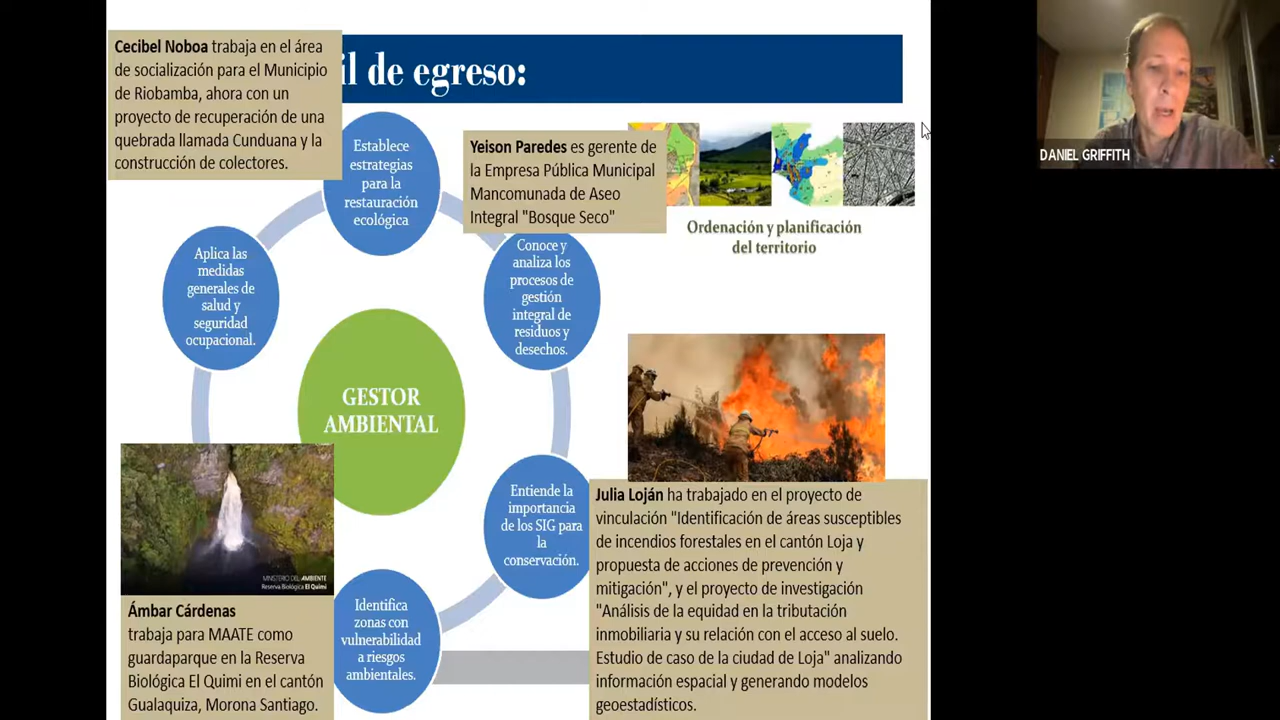 Cecibel Noboa trabaja en el área
de socialización para el Municipio
de Riobamba, ahora con un
proyecto de recuperación de una
quebrada llamada Cunduana y la
construcción de colectores.
il de egreso:
Establece
estrategias
para la
restauración
ecológica
Yeison Paredes es gerente de
la Empresa Pública Municipal
Mancomunada de Aseo
Integral "Bosque Seco"
Ordenación y planificación
del territorio
DANIEL GRIFFITH
Aplica las
medidas
generales de
salud y
seguridad
ocupacional.
Conoce y
analiza los
procesos de
gestión
integral de
residuos y
desechos.
GESTOR
AMBIENTAL
Entiende la
importancia
de los SIG para
la
conservación.
MINISTERIO DEL AMBIENTE
Reserva Biológica El Quimi
Ámbar Cárdenas
trabaja para MAATE como
guardaparque en la Reserva
Biológica El Quimi en el cantón
Gualaquiza, Morona Santiago.
Identifica
zonas con
vulnerabilidad
a riesgos
ambientales.
Julia Loján ha trabajado en el proyecto de
vinculación "Identificación de áreas susceptibles
de incendios forestales en el cantón Loja y
propuesta de acciones de prevención y
mitigación", y el proyecto de investigación
"Análisis de la equidad en la tributación
inmobiliaria y su relación con el acceso al suelo.
Estudio de caso de la ciudad de Loja" analizando
información espacial y generando modelos
geoestadísticos.